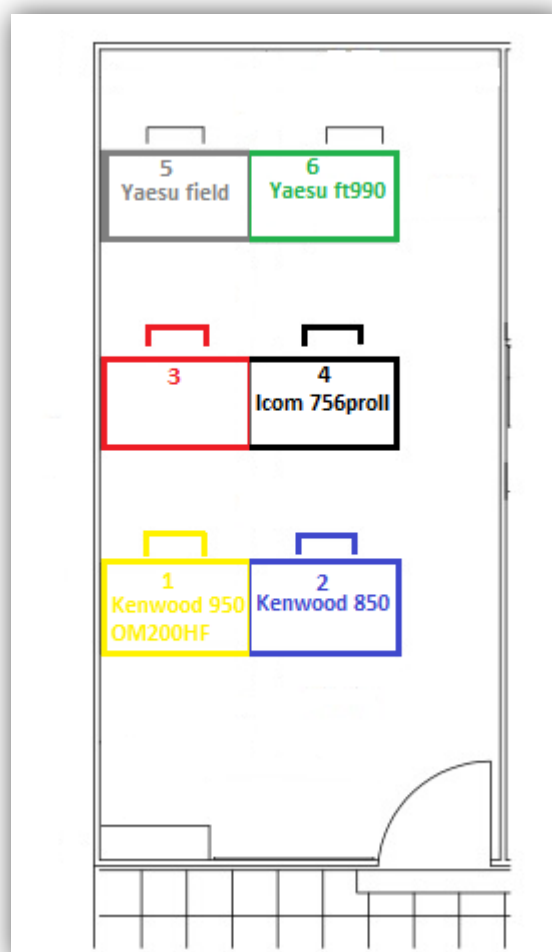 5
Yaesu field
6
Yaesu ft990
3
4
Icom 756proII
1
Kenwood 950
OM200HF
2
Kenwood 850